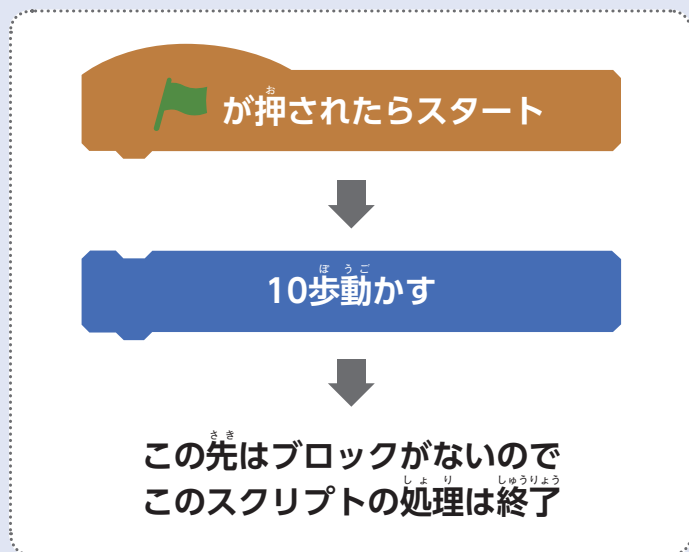 が押されたらスタート
10歩動かす
この先はブロックがないので
このスクリプトの処理は終了